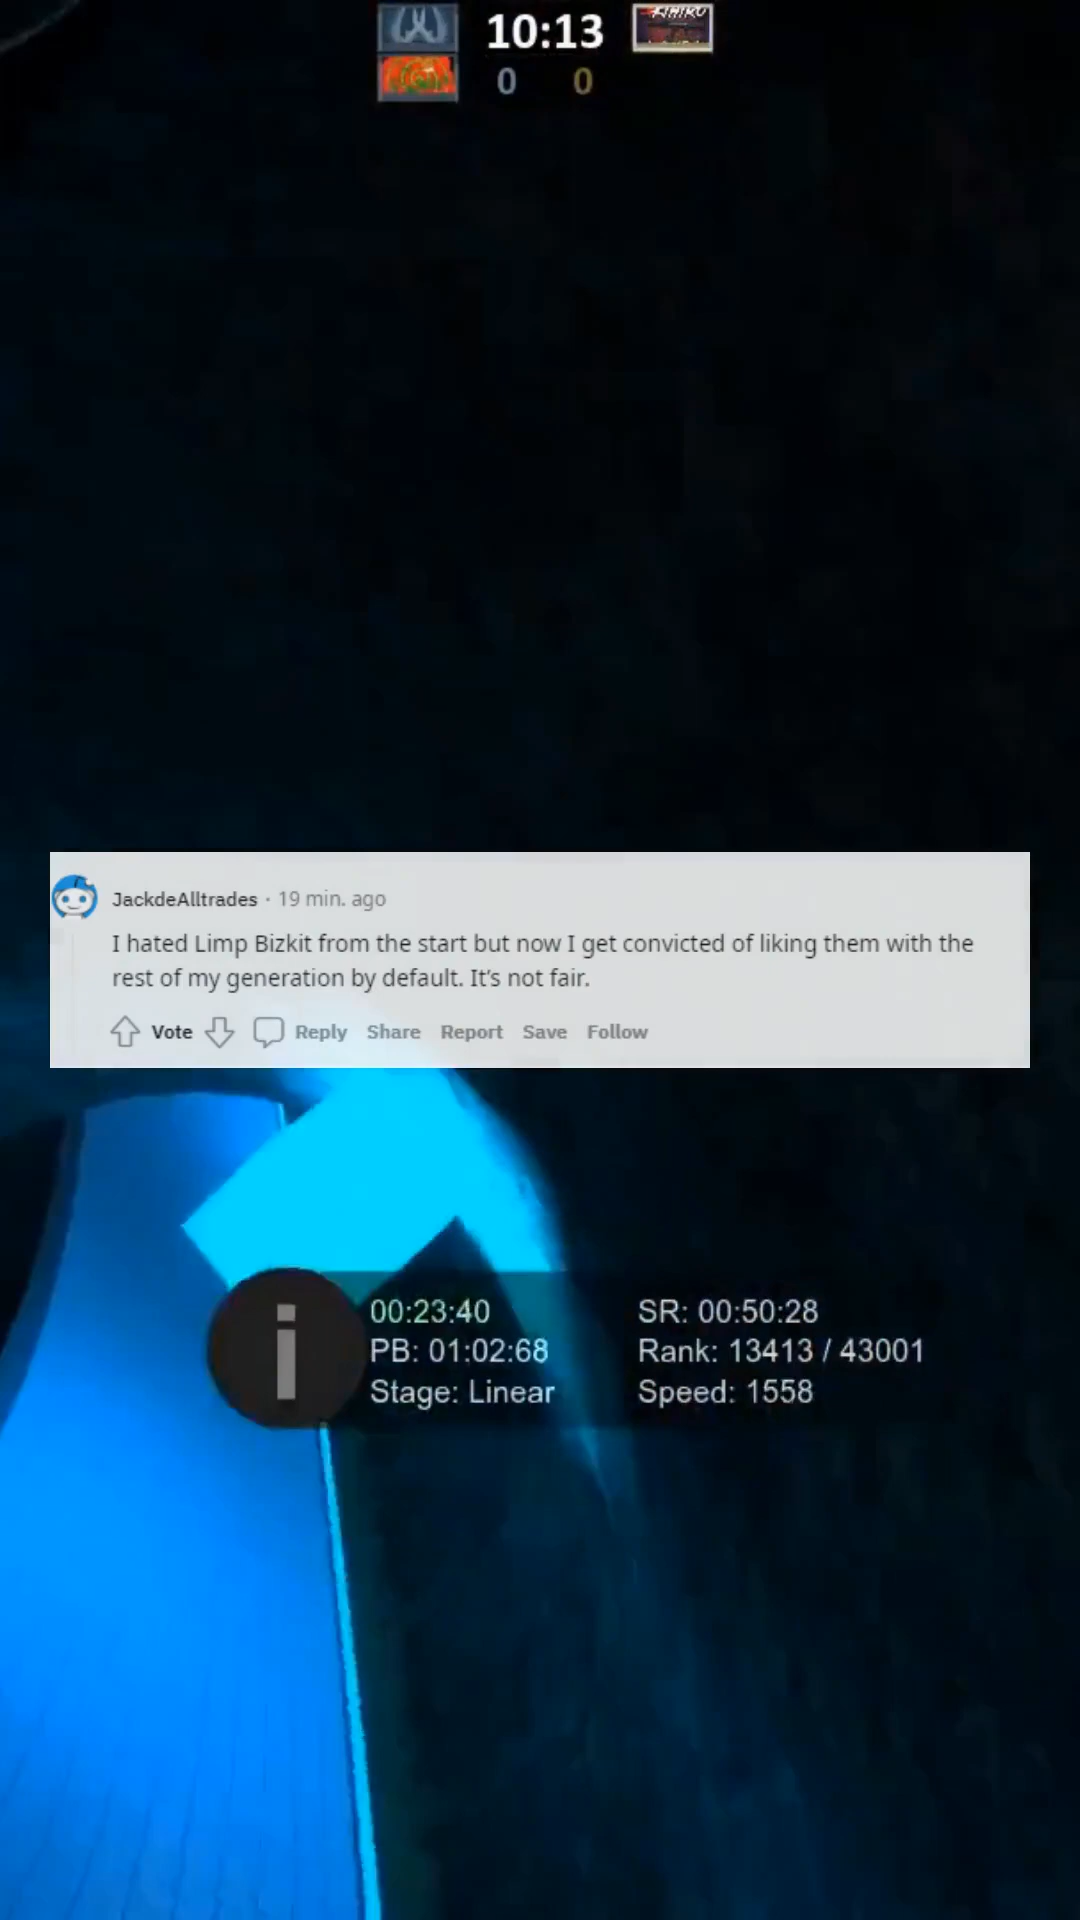 10:13
0 0
JackdeAlltrades · 19 min. ago
I hated Limp Bizkit from the start but now I get convicted of liking them with the
rest of my generation by default. It's not fair.
Vote Reply Share Report Save Follow
00:23:40 SR: 00:50:28
PB: 01:02:68 Rank: 13413 / 43001
Stage: Linear Speed: 1558